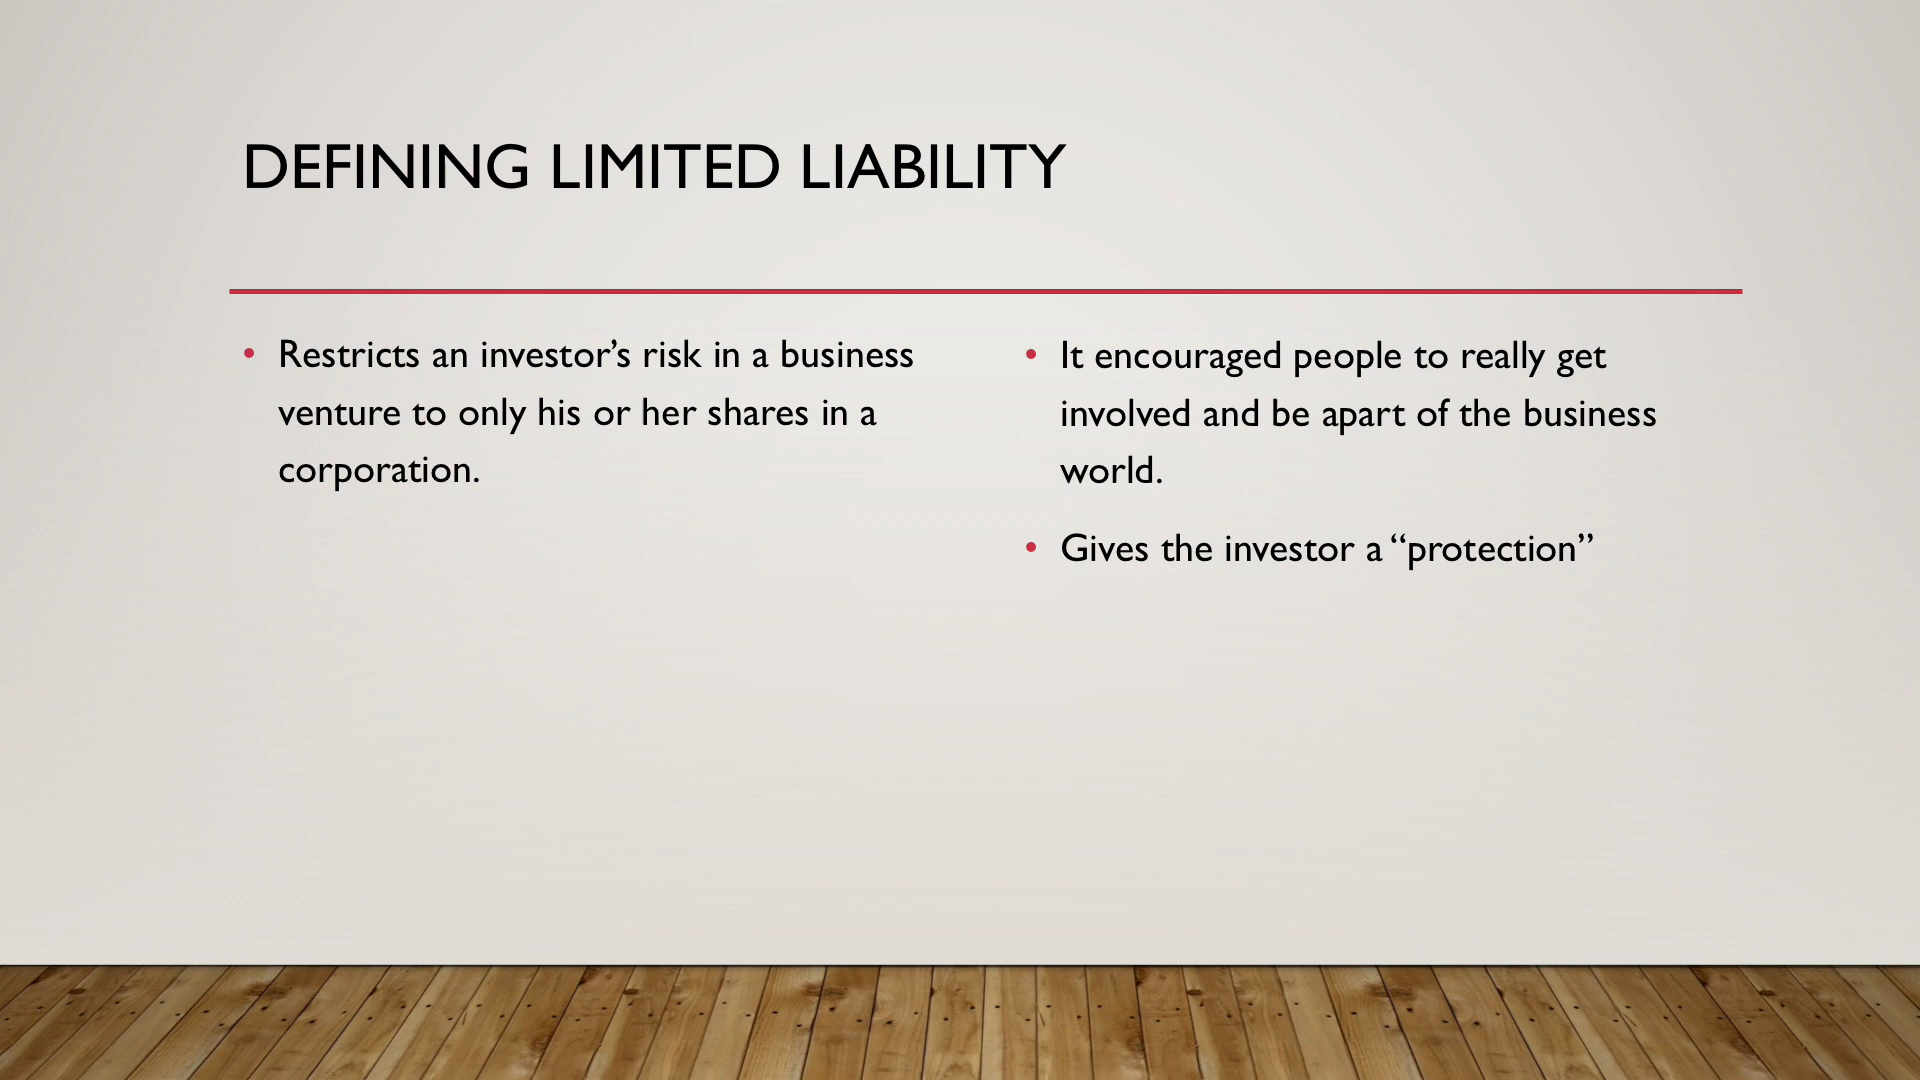 DEFINING LIMITED LIABILITY
• Restricts an investor’s risk in a business
venture to only his or her shares in a
corporation.
• It encouraged people to really get
involved and be apart of the business
world.
• Gives the investor a “protection”